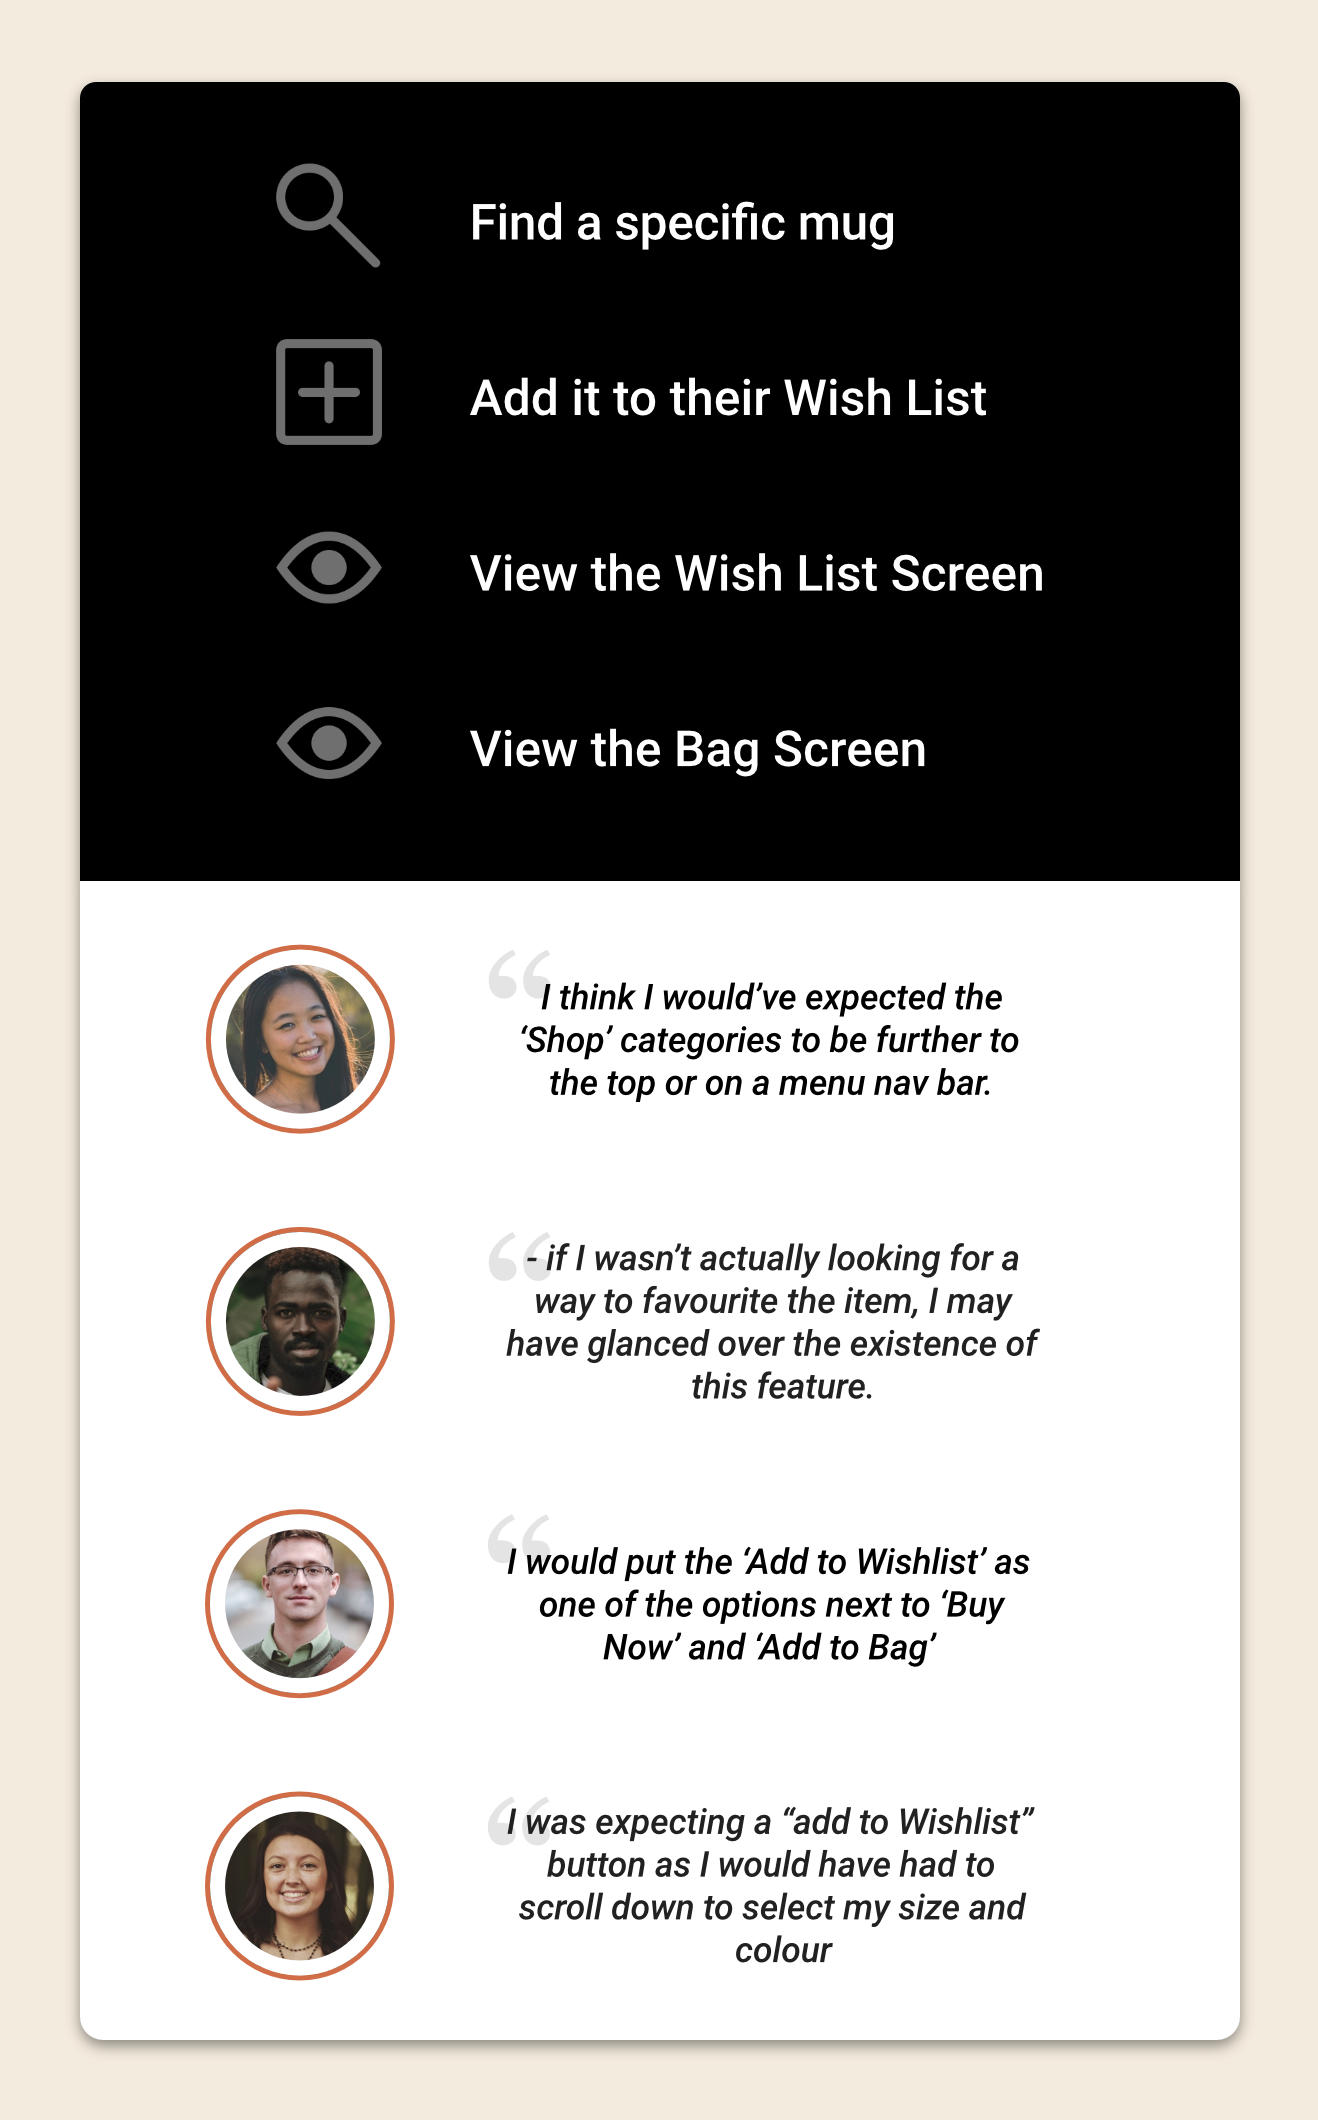 Find a specific mug
Add it to their Wish List
View the Wish List Screen
View the Bag Screen
“
I think I would’ve expected the
‘Shop’ categories to be further to
the top or on a menu nav bar.
“
- if I wasn’t actually looking for a
way to favourite the item, I may
have glanced over the existence of
this feature.
“
I would put the ‘Add to Wishlist’ as
one of the options next to ‘Buy
Now’ and ‘Add to Bag’
“
I was expecting a “add to Wishlist”
button as I would have had to
scroll down to select my size and
colour